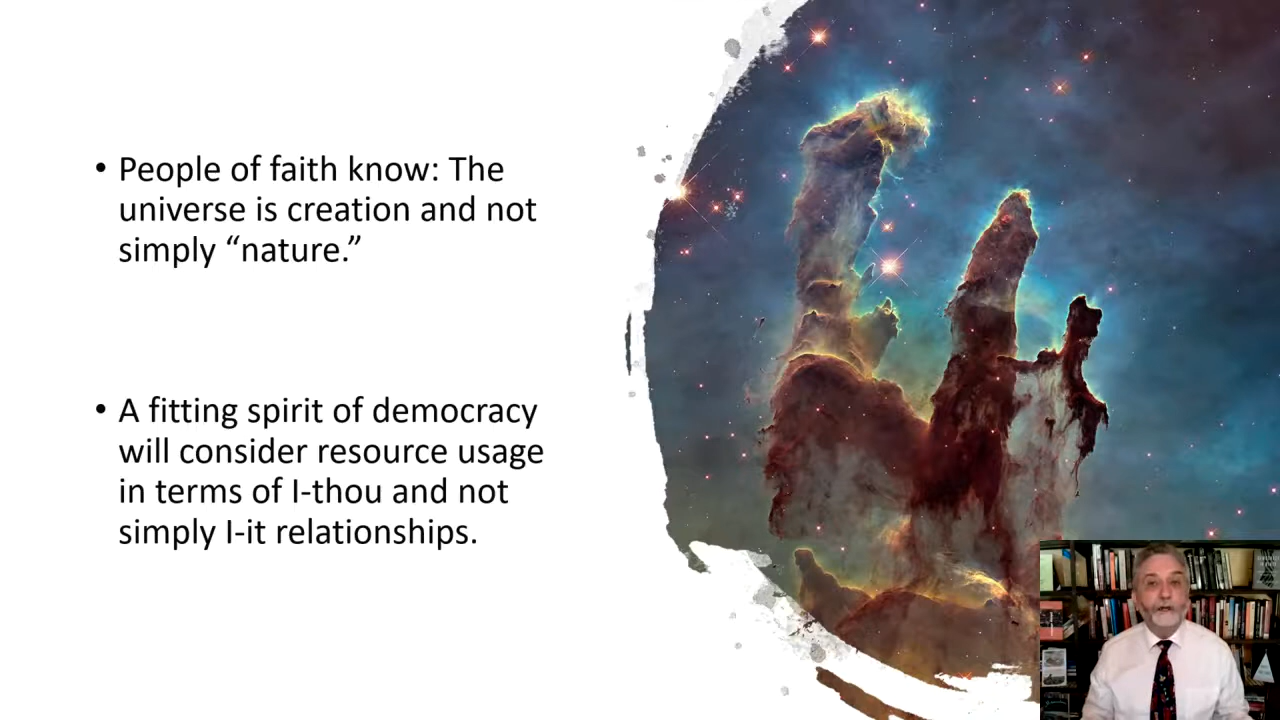 • People of faith know: The
universe is creation and not
simply “nature.”
• A fitting spirit of democracy
will consider resource usage
in terms of I-thou and not
simply I-it relationships.